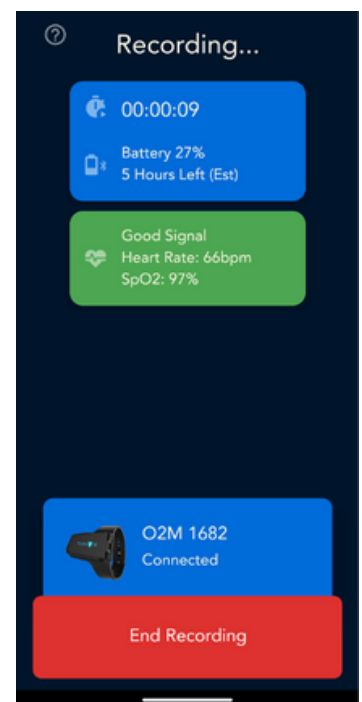 Recording...
00:00:09
Battery 27%
5 Hours Left (Est)
Good Signal
Heart Rate: 66bpm
SpO2: 97%
O2M 1682
Connected
End Recording